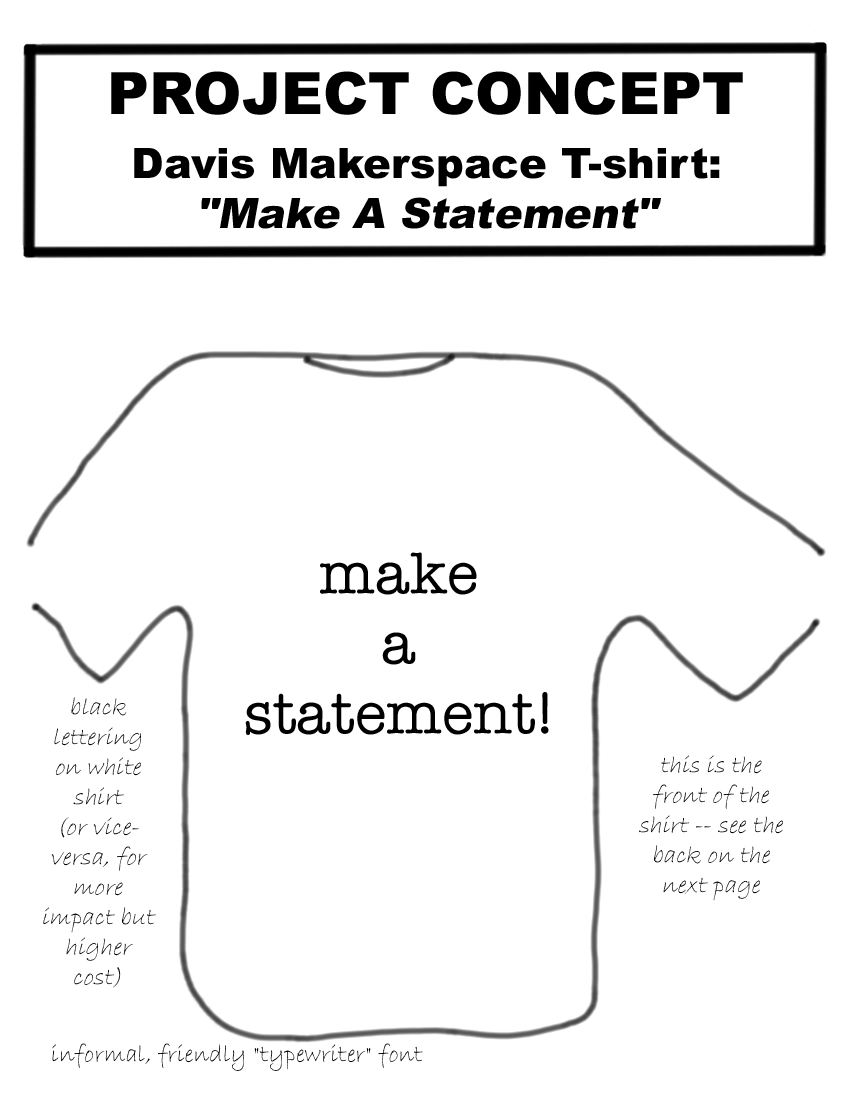 PROJECT CONCEPT
Davis Makerspace T-shirt:
"Make A Statement"
make
a
statement!
black
lettering
on white
shirt
(or vice-
versa, for
more
impact but
higher
cost)
this is the
front of the
shirt -- see the
back on the
next page
informal, friendly "typewriter" font